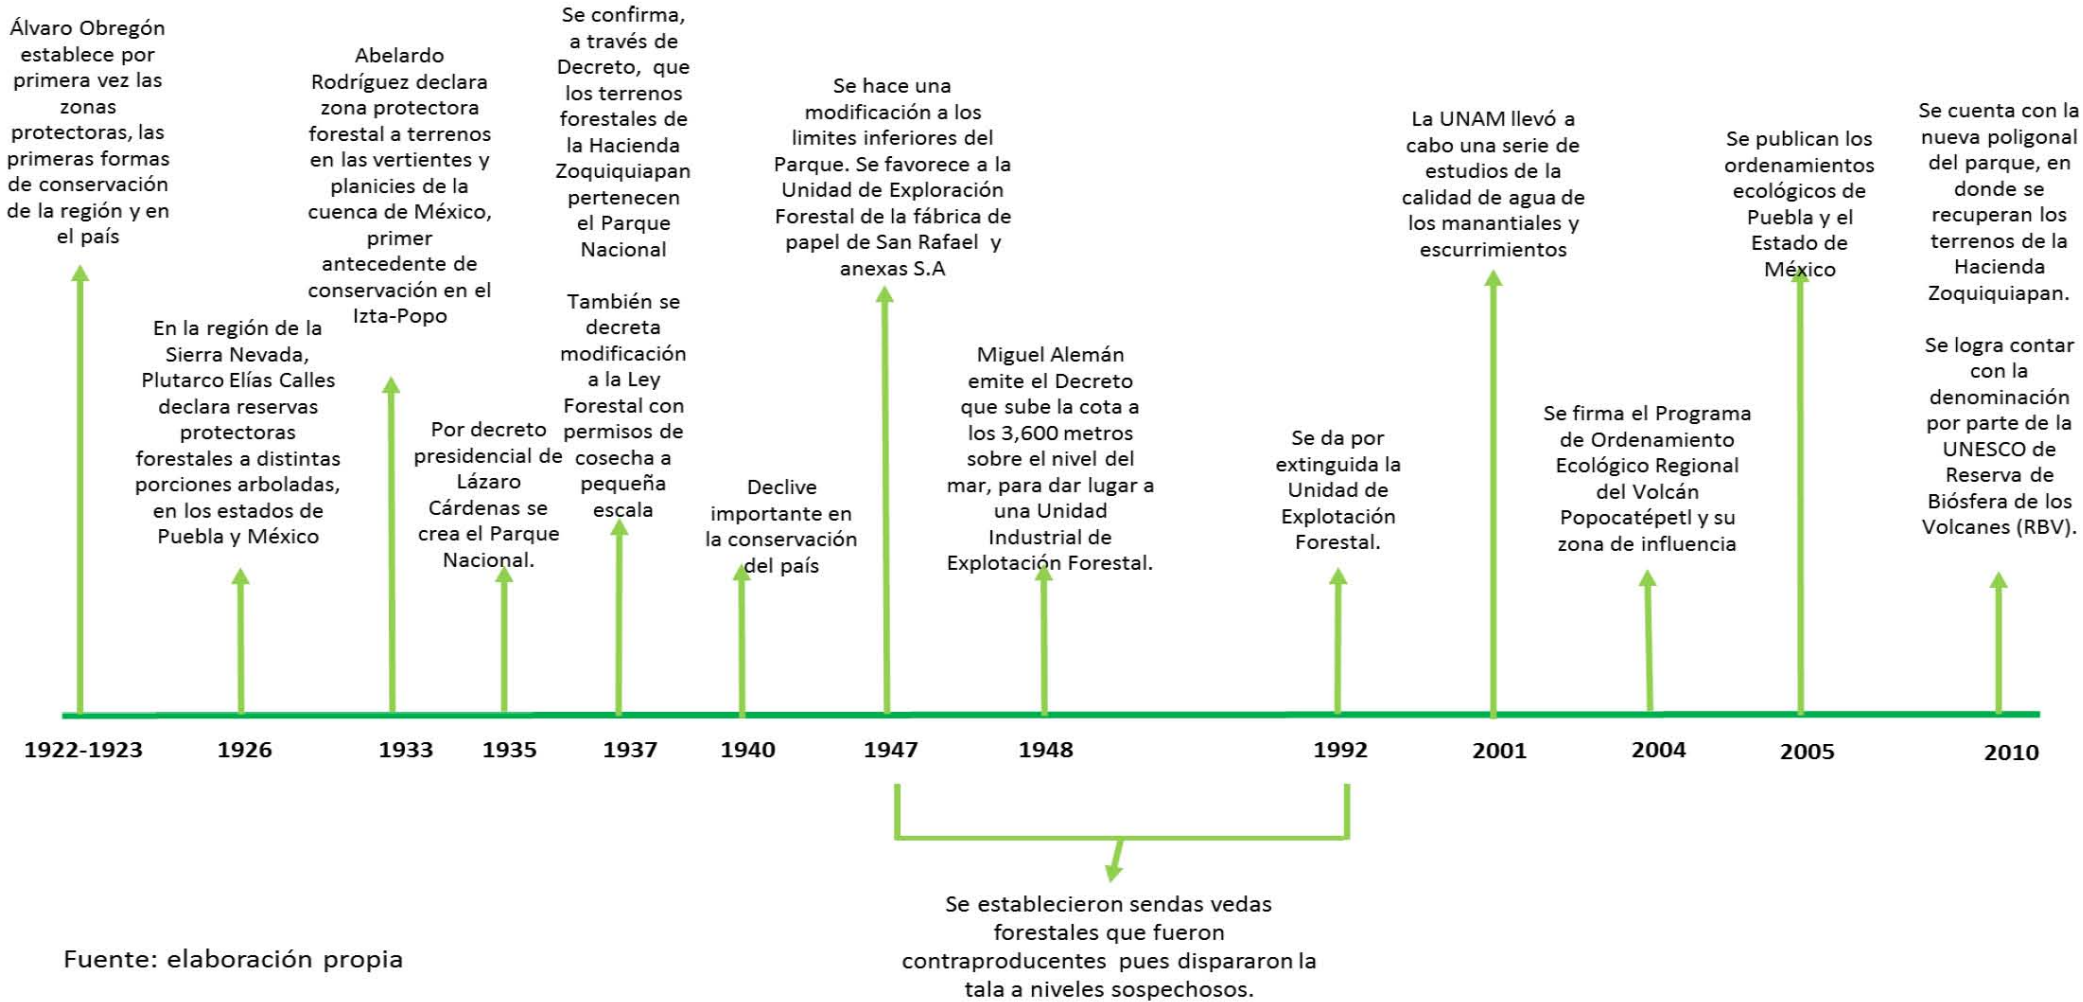 Álvaro Obregón
establece por
primera vez las
zonas
protectoras, las
primeras formas
de conservación
de la región y en
el país
En la región de la
Sierra Nevada,
Plutarco Elías Calles
declara reservas
protectoras
forestales a distintas
porciones arboladas,
en los estados de
Puebla y México
Abelardo
Rodríguez declara
zona protectora
forestal a terrenos
en las vertientes y
planicies de la
cuenca de México,
primer
antecedente de
conservación en el
Izta-Popo
Por decreto
presidencial de
Lázaro
Cárdenas se
crea el Parque
Nacional.
Se confirma,
a través de
Decreto, que
los terrenos
forestales de
la Hacienda
Zoquiquiapan
pertenecen
el Parque
Nacional
También se
decreta
modificación
a la Ley
Forestal con
permisos de
cosecha a
pequeña
escala
Declive
importante en
la conservación
del país
Se hace una
modificación a los
limites inferiores del
Parque. Se favorece a la
Unidad de Exploración
Forestal de la fábrica de
papel de San Rafael y
anexas S.A
Miguel Alemán
emite el Decreto
que sube la cota a
los 3,600 metros
sobre el nivel del
mar, para dar lugar a
una Unidad
Industrial de
Explotación Forestal.
Se da por
extinguida la
Unidad de
Explotación
Forestal.
La UNAM llevó a
cabo una serie de
estudios de la
calidad de agua de
los manantiales y
escurrimientos
Se firma el Programa
de Ordenamiento
Ecológico Regional
del Volcán
Popocatépetl y su
zona de influencia
Se publican los
ordenamientos
ecológicos de
Puebla y el
Estado de
México
Se cuenta con la
nueva poligonal
del parque, en
donde se
recuperan los
terrenos de la
Hacienda
Zoquiquiapan.
Se logra contar
con la
denominación
por parte de la
UNESCO de
Reserva de
Biósfera de los
Volcanes (RBV).
1922-1923
1926
1933
1935
1937
1940
1947
1948
1992
2001
2004
2005
2010
Se establecieron sendas vedas
forestales que fueron
contraproducentes pues dispararon la
tala a niveles sospechosos.
Fuente: elaboración propia